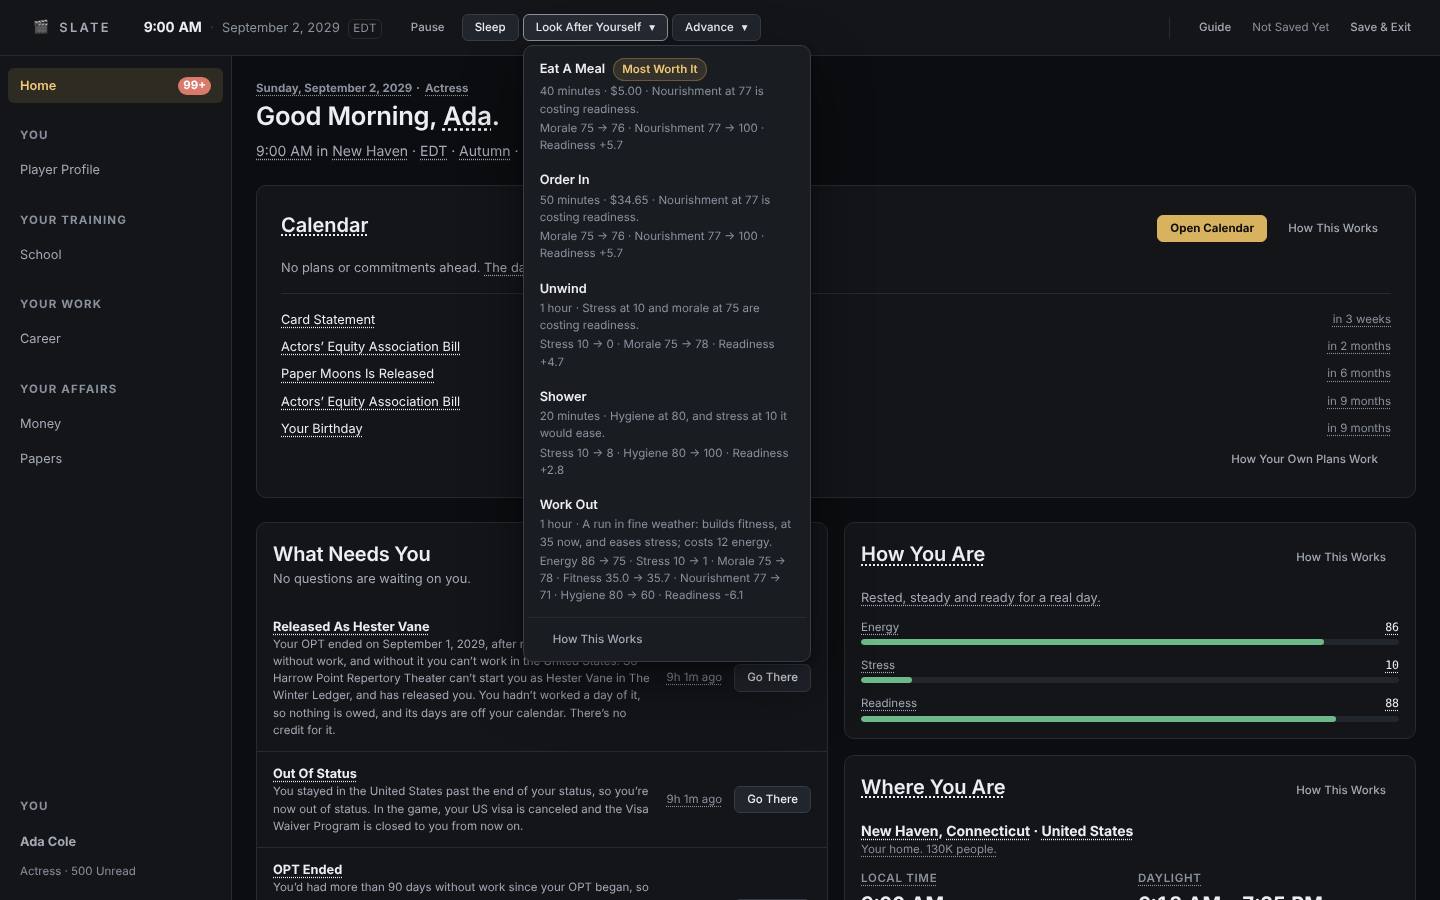 SLATE
9:00 AM · September 2, 2029 EDT
Pause
Sleep
Look After Yourself ▾
Advance ▾
Guide
Not Saved Yet
Save & Exit
Home
99+
YOU
Player Profile
YOUR TRAINING
School
YOUR WORK
Career
YOUR AFFAIRS
Money
Papers
YOU
Ada Cole
Actress · 500 Unread
Sunday, September 2, 2029 · Actress
Good Morning, Ada.
9:00 AM in New Haven · EDT · Autumn ·
Eat A Meal Most Worth It
40 minutes · $5.00 · Nourishment at 77 is
costing readiness.
Morale 75 → 76 · Nourishment 77 → 100 ·
Readiness +5.7
Order In
50 minutes · $34.65 · Nourishment at 77 is
costing readiness.
Morale 75 → 76 · Nourishment 77 → 100 ·
Readiness +5.7
Unwind
1 hour · Stress at 10 and morale at 75 are
costing readiness.
Stress 10 → 0 · Morale 75 → 78 · Readiness
+4.7
Shower
20 minutes · Hygiene at 80, and stress at 10 it
would ease.
Stress 10 → 8 · Hygiene 80 → 100 · Readiness
+2.8
Work Out
1 hour · A run in fine weather: builds fitness, at
35 now, and eases stress; costs 12 energy.
Energy 86 → 75 · Stress 10 → 1 · Morale 75 →
78 · Fitness 35.0 → 35.7 · Nourishment 77 →
71 · Hygiene 80 → 60 · Readiness -6.1
How This Works
Calendar
Open Calendar
How This Works
No plans or commitments ahead. The da
Card Statement
in 3 weeks
Actors’ Equity Association Bill
in 2 months
Paper Moons Is Released
in 6 months
Actors’ Equity Association Bill
in 9 months
Your Birthday
in 9 months
How Your Own Plans Work
What Needs You
No questions are waiting on you.
Released As Hester Vane
Your OPT ended on September 1, 2029, after
without work, and without it you can’t work in the United States. So
Harrow Point Repertory Theater can’t start you as Hester Vane in The
Winter Ledger, and has released you. You hadn’t worked a day of it,
so nothing is owed, and its days are off your calendar. There’s no
credit for it.
9h 1m ago
Go There
Out Of Status
You stayed in the United States past the end of your status, so you’re
now out of status. In the game, your US visa is canceled and the Visa
Waiver Program is closed to you from now on.
9h 1m ago
Go There
OPT Ended
You’d had more than 90 days without work since your OPT began, so
How You Are
How This Works
Rested, steady and ready for a real day.
Energy
86
Stress
10
Readiness
88
Where You Are
How This Works
New Haven, Connecticut · United States
Your home. 130K people.
LOCAL TIME
DAYLIGHT